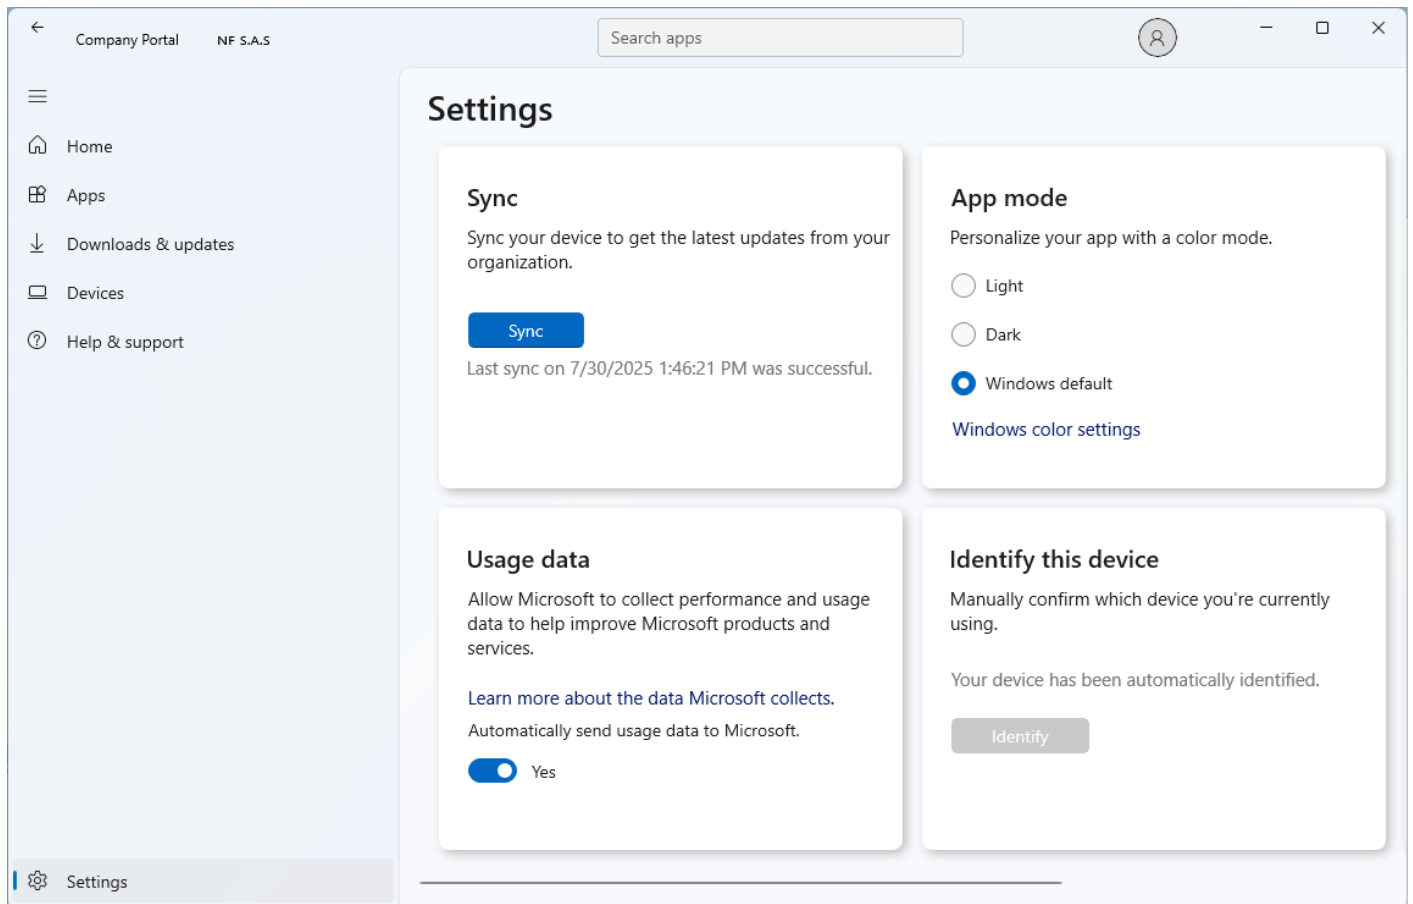 Company Portal
NF S.A.S
Search apps
Home
Apps
Downloads & updates
Devices
Help & support
Settings
Settings
Sync
Sync your device to get the latest updates from your
organization.
Sync
Last sync on 7/30/2025 1:46:21 PM was successful.
App mode
Personalize your app with a color mode.
Light
Dark
Windows default
Windows color settings
Usage data
Allow Microsoft to collect performance and usage
data to help improve Microsoft products and
services.
Learn more about the data Microsoft collects.
Automatically send usage data to Microsoft.
Yes
Identify this device
Manually confirm which device you're currently
using.
Your device has been automatically identified.
Identify